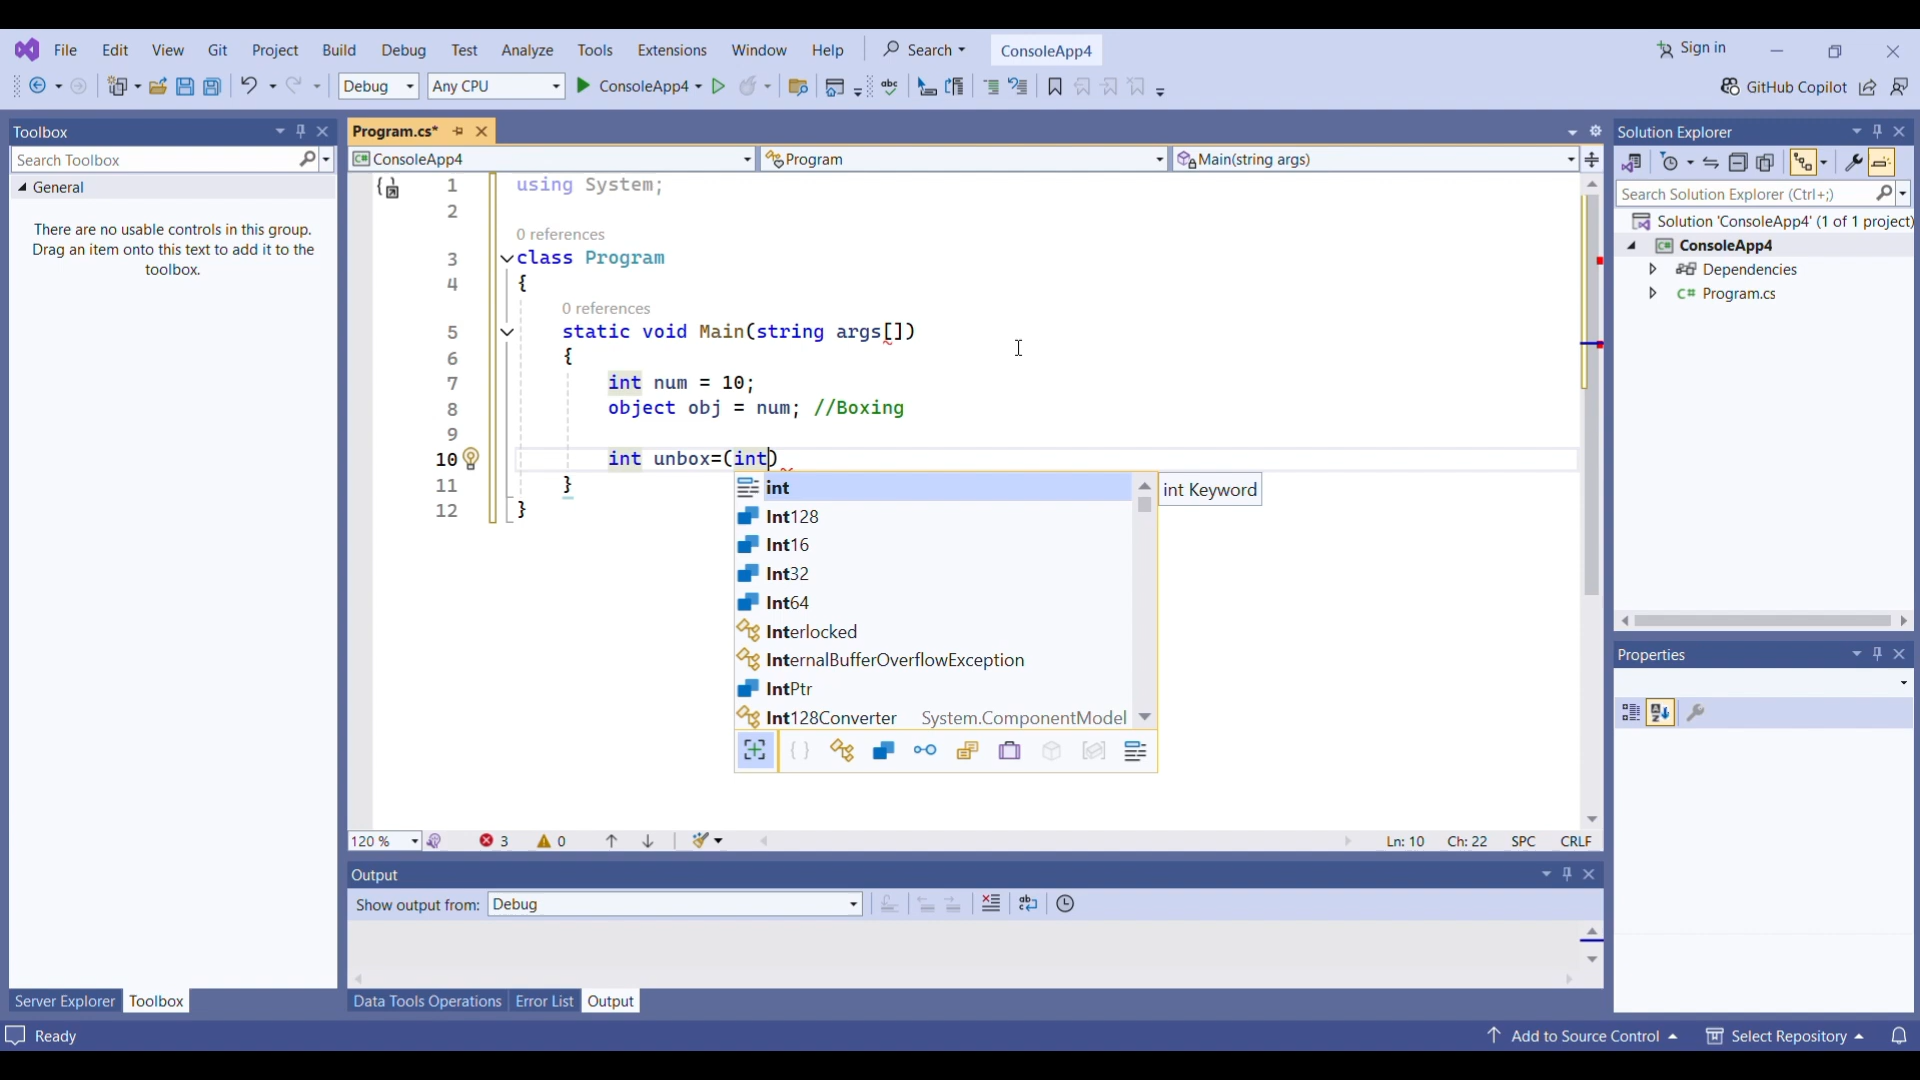 File Edit View Git Project Build Debug Test Analyze Tools Extensions Window Help Search ConsoleApp4 Sign in
Debug Any CPU ConsoleApp4 GitHub Copilot
Toolbox
Search Toolbox
General
There are no usable controls in this group.
Drag an item onto this text to add it to the
toolbox.
Server Explorer Toolbox
Program.cs*
ConsoleApp4 Program Main(string args)
1 using System;
2
0 references
3 class Program
4 {
0 references
5 static void Main(string args[])
6 {
7 int num = 10;
8 object obj = num; //Boxing
9
10 int unbox=(int)
11 }
12 }
int
Int128
Int16
Int32
Int64
Interlocked
InternalBufferOverflowException
IntPtr
Int128Converter System.ComponentModel
int Keyword
120 % 3 0 Ln: 10 Ch: 22 SPC CRLF
Output
Show output from: Debug
Data Tools Operations Error List Output
Solution Explorer
Search Solution Explorer (Ctrl+;)
Solution 'ConsoleApp4' (1 of 1 project)
ConsoleApp4
Dependencies
C# Program.cs
Properties
Ready Add to Source Control Select Repository